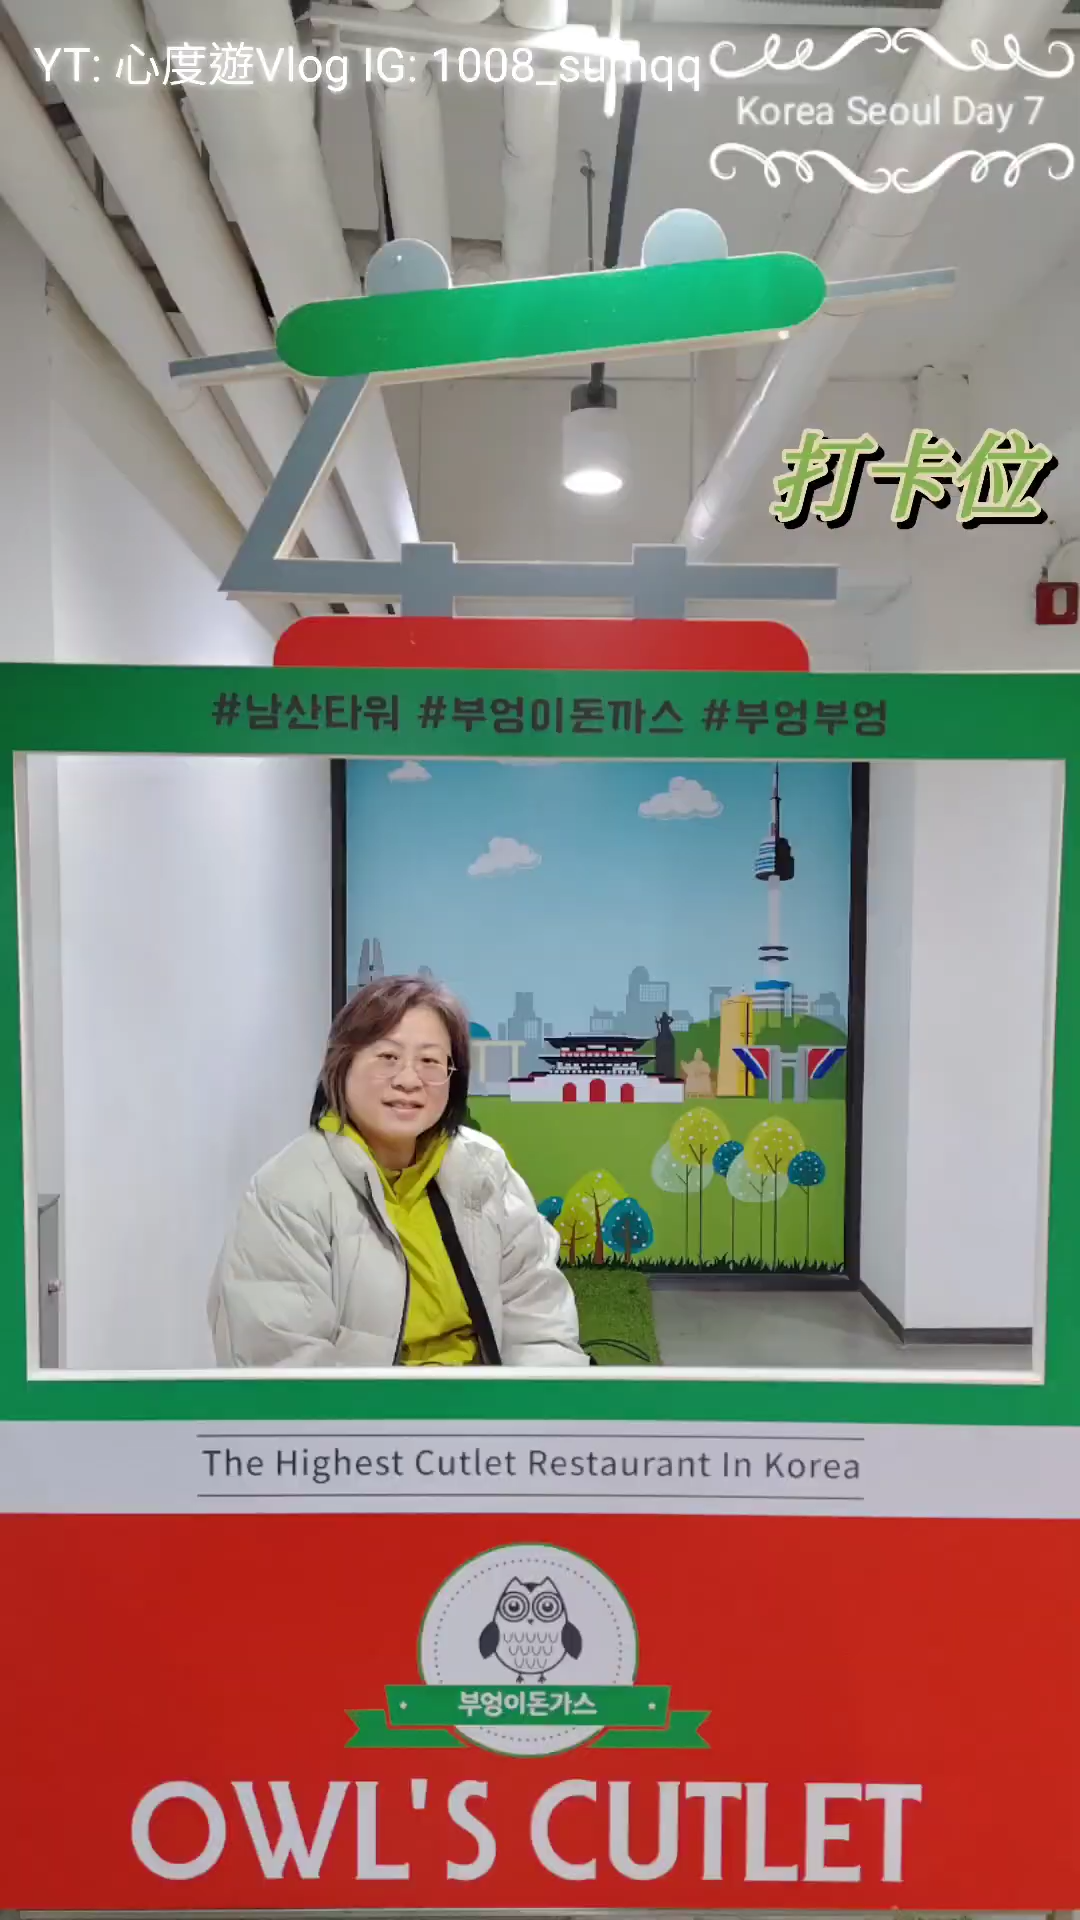 YT: 心度遊Vlog IG: 1008_sumqq
Korea Seoul Day 7
打卡位
#남산타워 #부엉이돈까스 #부엉부엉
The Highest Cutlet Restaurant In Korea
부엉이돈가스
OWL'S CUTLET